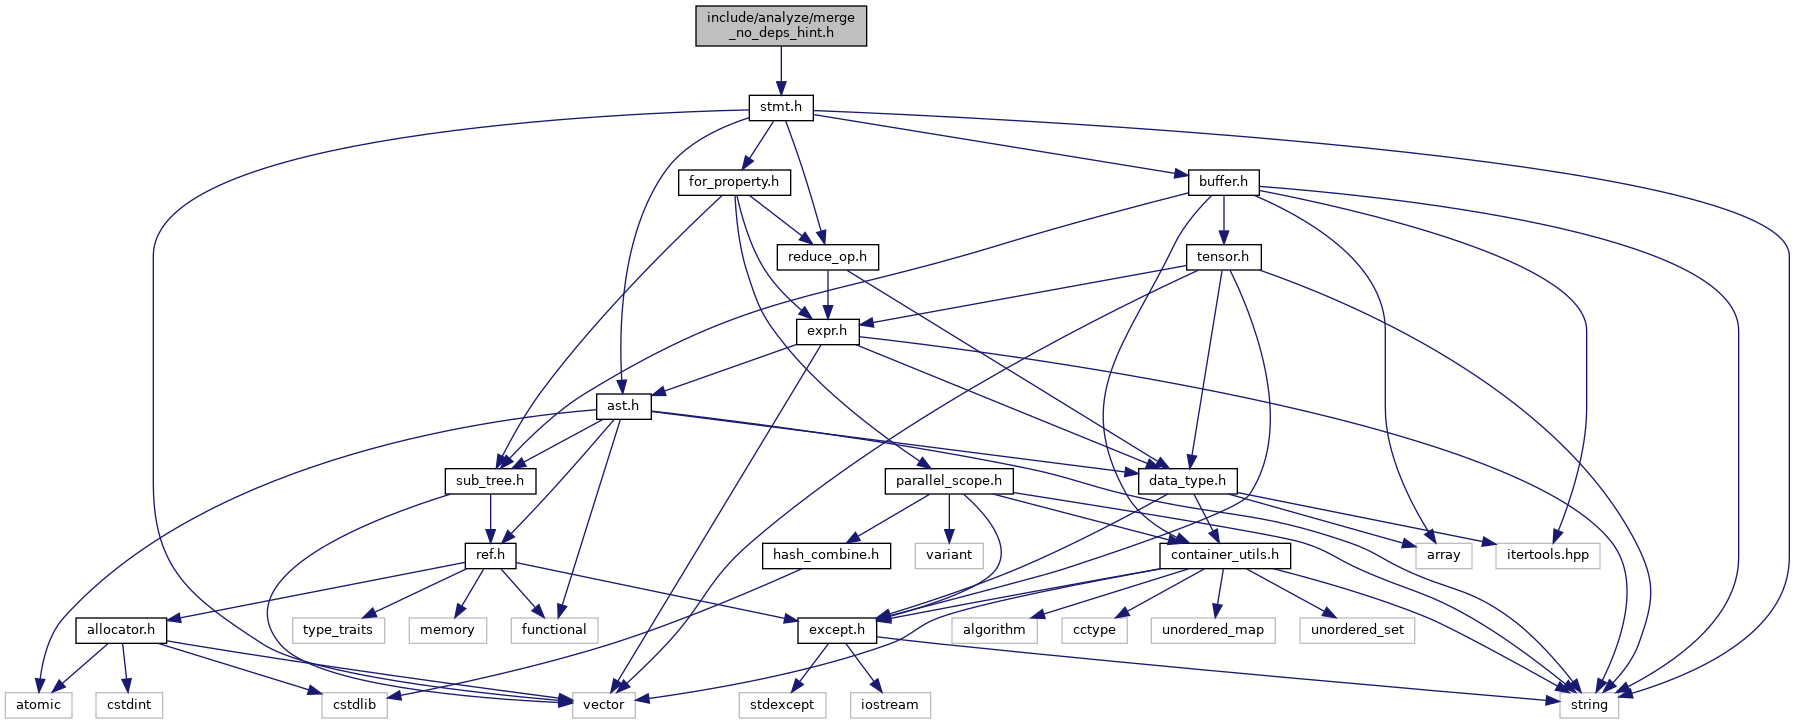 include/analyze/merge
_no_deps_hint.h
stmt.h
for_property.h
buffer.h
reduce_op.h
tensor.h
expr.h
ast.h
sub_tree.h
parallel_scope.h
data_type.h
ref.h
hash_combine.h
variant
container_utils.h
array
itertools.hpp
allocator.h
type_traits
memory
functional
except.h
algorithm
cctype
unordered_map
unordered_set
atomic
cstdint
cstdlib
vector
stdexcept
iostream
string